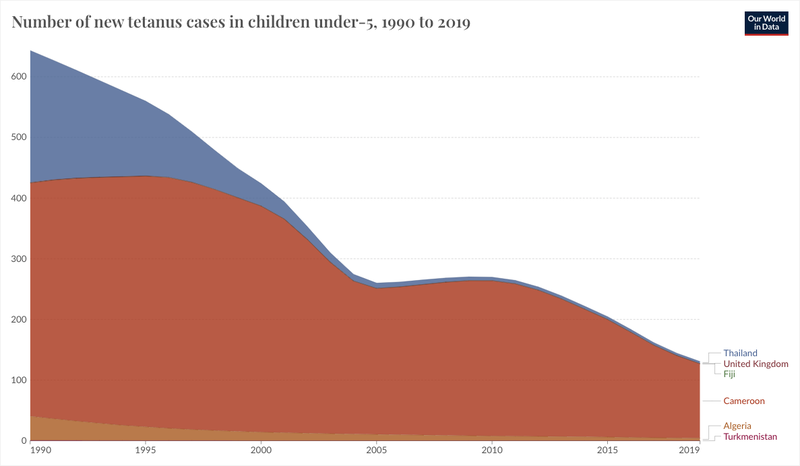 Number of new tetanus cases in children under-5, 1990 to 2019
Our World
in Data
600
500
400
300
200
100
0
1990
1995
2000
2005
2010
2015
2019
Thailand
United Kingdom
Fiji
Cameroon
Algeria
Turkmenistan